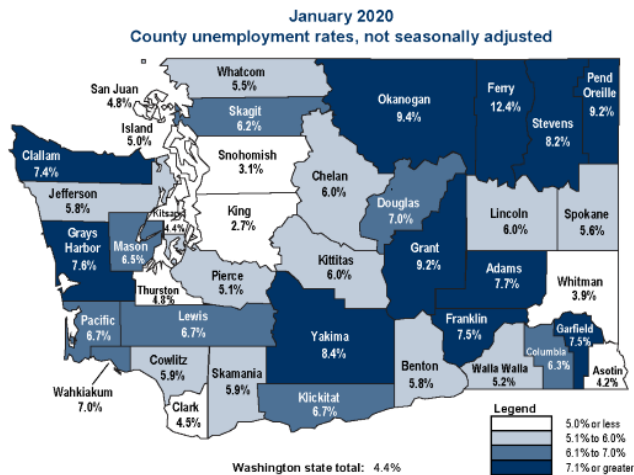 January 2020
County unemployment rates, not seasonally adjusted
San Juan
4.8%
Island
5.0%
Whatcom
5.5%
Skagit
6.2%
Okanogan
9.4%
Ferry
12.4%
Stevens
8.2%
Pend
Oreille
9.2%
Clallam
7.4%
Snohomish
3.1%
Chelan
6.0%
Jefferson
5.8%
Kitsap
4.4%
King
2.7%
Douglas
7.0%
Lincoln
6.0%
Spokane
5.6%
Grays
Harbor
7.6%
Mason
6.5%
Grant
9.2%
Kittitas
6.0%
Pierce
5.1%
Thurston
4.8%
Adams
7.7%
Whitman
3.9%
Pacific
6.7%
Lewis
6.7%
Yakima
8.4%
Franklin
7.5%
Garfield
7.5%
Columbia
6.3%
Walla Walla
5.2%
Benton
5.8%
Asotin
4.2%
Cowlitz
5.9%
Skamania
5.9%
Wahkiakum
7.0%
Clark
4.5%
Klickitat
6.7%
Legend
5.0% or less
5.1% to 6.0%
6.1% to 7.0%
7.1% or greater
Washington state total: 4.4%